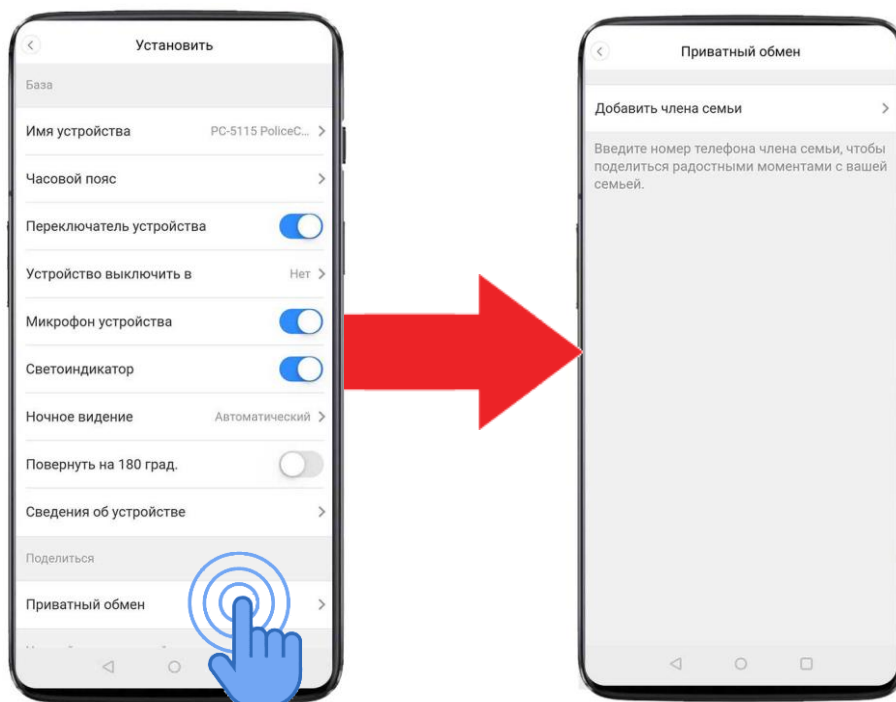 Установить
База
Имя устройства PC-5115 PoliceC...
Часовой пояс
Переключатель устройства
Устройство выключить в Нет
Микрофон устройства
Светоиндикатор
Ночное видение Автоматический
Повернуть на 180 град.
Сведения об устройстве
Поделиться
Приватный обмен
Приватный обмен
Добавить члена семьи
Введите номер телефона члена семьи, чтобы
поделиться радостными моментами с вашей
семьей.